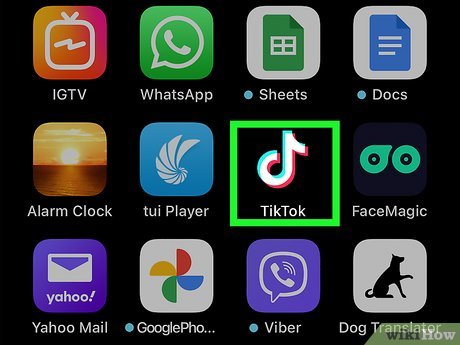 IGTV
WhatsApp
Sheets
Docs
Alarm Clock
tui Player
TikTok
FaceMagic
yahoo!
Yahoo Mail
GooglePho...
Viber
Dog Translator
wikiHow